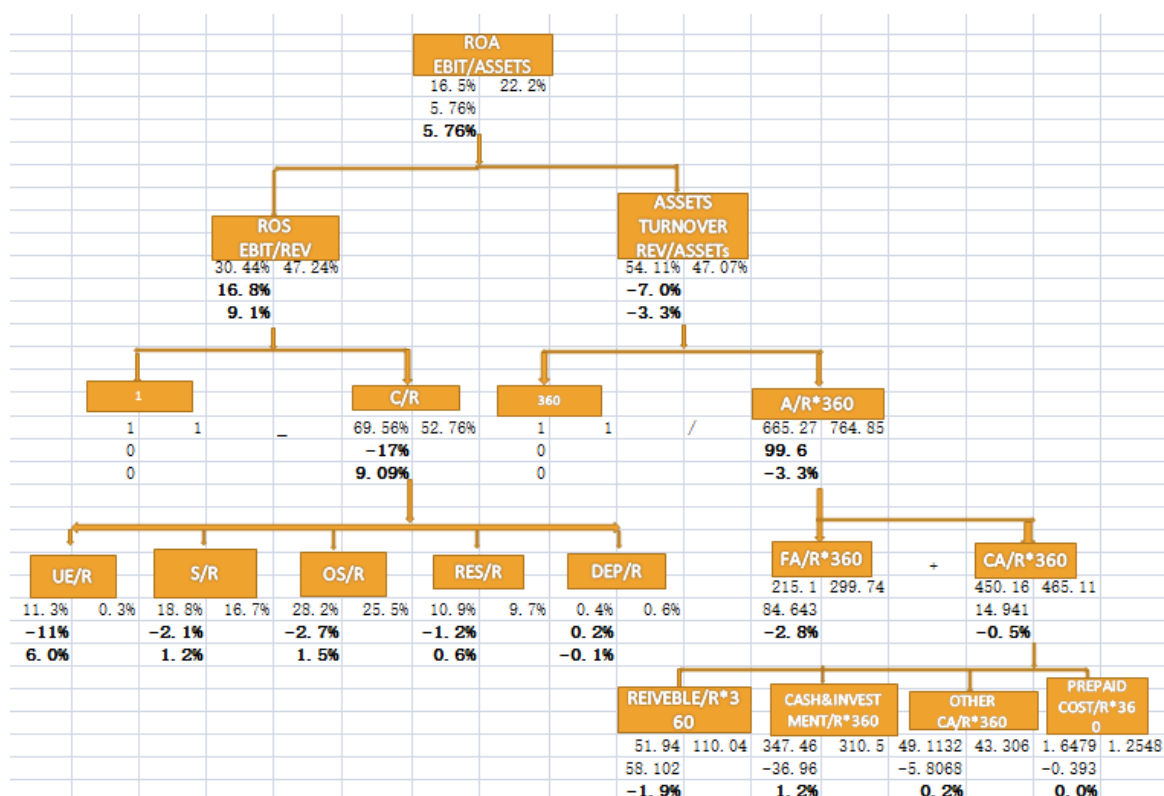 ROA
EBIT/ASSETS
16.5% 22.2%
5.76%
5.76%
ROS
EBIT/REV
30.44% 47.24%
16.8%
9.1%
ASSETS
TURNOVER
REV/ASSETs
54.11% 47.07%
-7.0%
-3.3%
1
1 1
0
0
_
C/R
69.56% 52.76%
-17%
9.09%
360
1 1
0
0
/
A/R*360
665.27 764.85
99.6
-3.3%
UE/R
11.3% 0.3%
-11%
6.0%
S/R
18.8% 16.7%
-2.1%
1.2%
OS/R
28.2% 25.5%
-2.7%
1.5%
RES/R
10.9% 9.7%
-1.2%
0.6%
DEP/R
0.4% 0.6%
0.2%
-0.1%
FA/R*360
215.1 299.74
84.643
-2.8%
+
CA/R*360
450.16 465.11
14.941
-0.5%
REIVEBLE/R*3
60
51.94 110.04
58.102
-1.9%
CASH&INVEST
MENT/R*360
347.46 310.5
-36.96
1.2%
OTHER
CA/R*360
49.1132 43.306
-5.8068
0.2%
PREPAID
COST/R*36
0
1.6479 1.2548
-0.393
0.0%